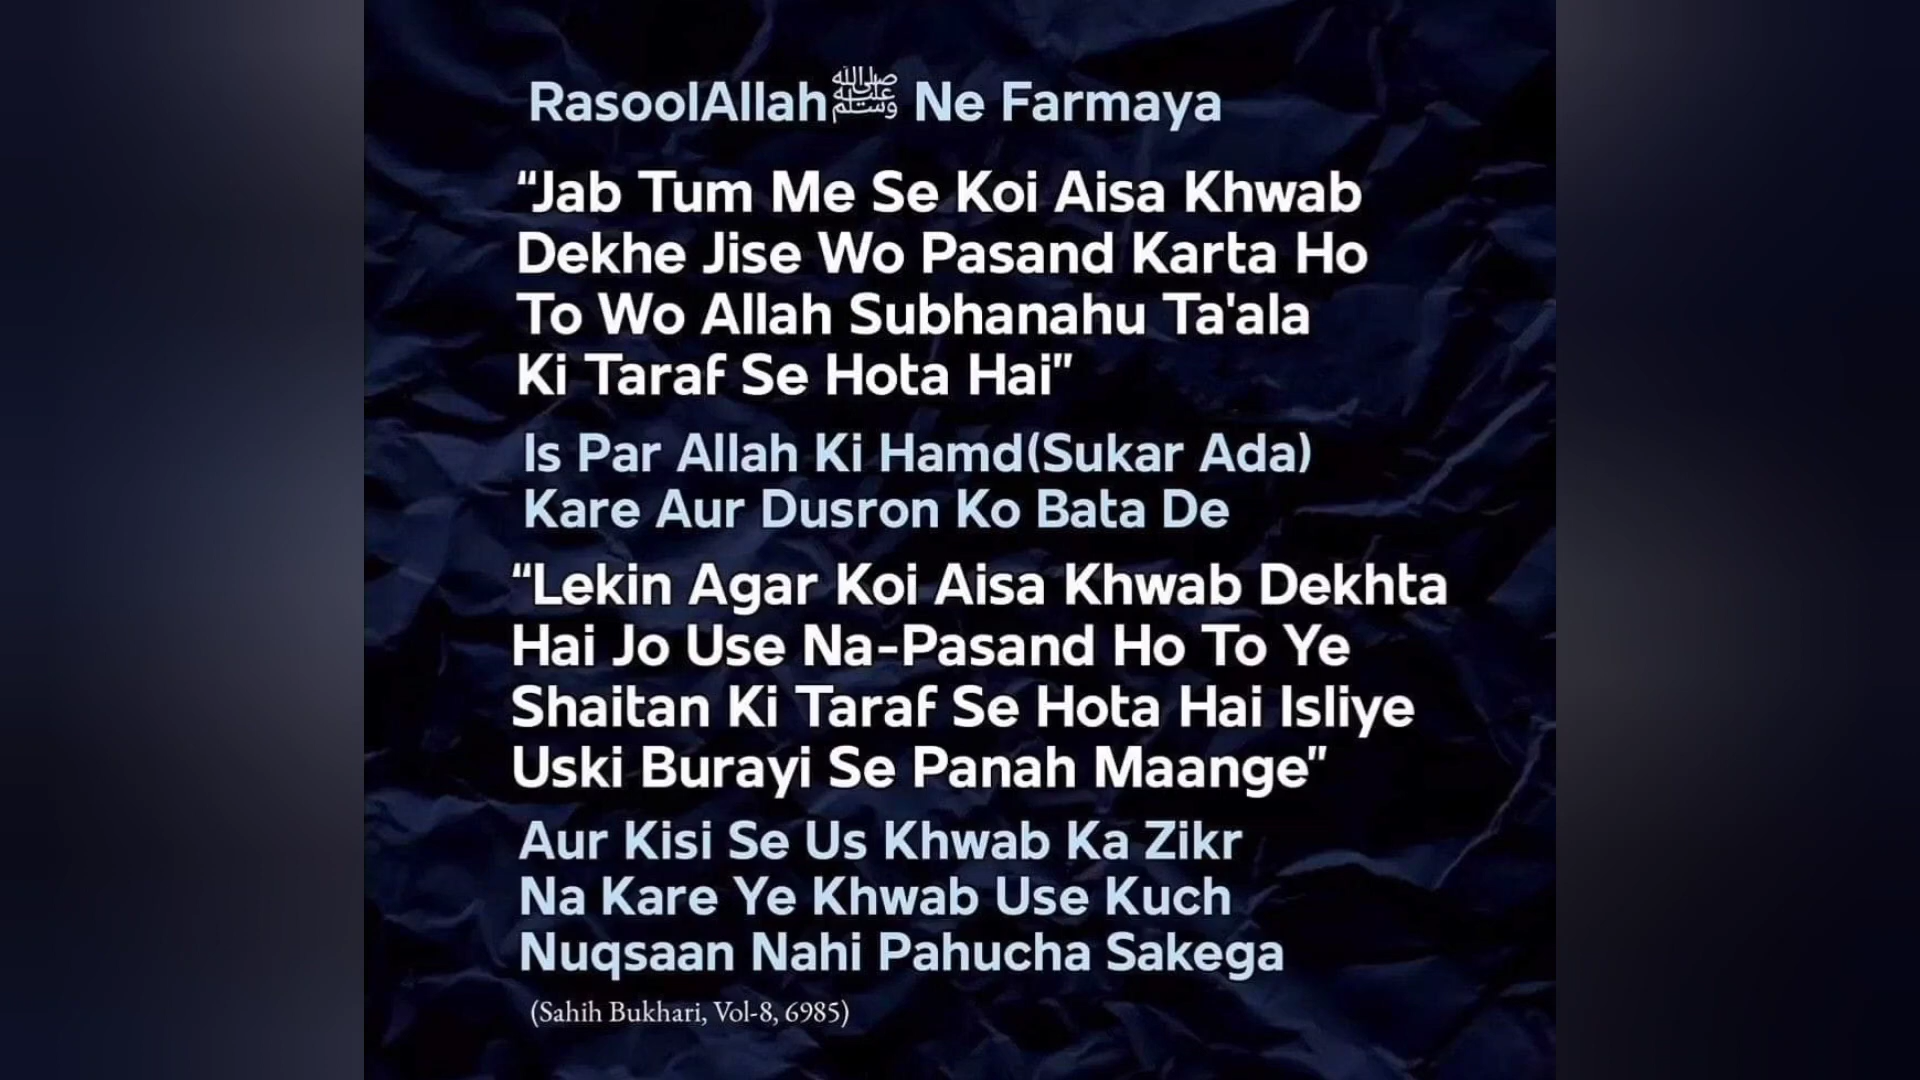 RasoolAllahﷺ Ne Farmaya
“Jab Tum Me Se Koi Aisa Khwab
Dekhe Jise Wo Pasand Karta Ho
To Wo Allah Subhanahu Ta'ala
Ki Taraf Se Hota Hai”
Is Par Allah Ki Hamd(Sukar Ada)
Kare Aur Dusron Ko Bata De
“Lekin Agar Koi Aisa Khwab Dekhta
Hai Jo Use Na-Pasand Ho To Ye
Shaitan Ki Taraf Se Hota Hai Isliye
Uski Burayi Se Panah Maange”
Aur Kisi Se Us Khwab Ka Zikr
Na Kare Ye Khwab Use Kuch
Nuqsaan Nahi Pahucha Sakega
(Sahih Bukhari, Vol-8, 6985)